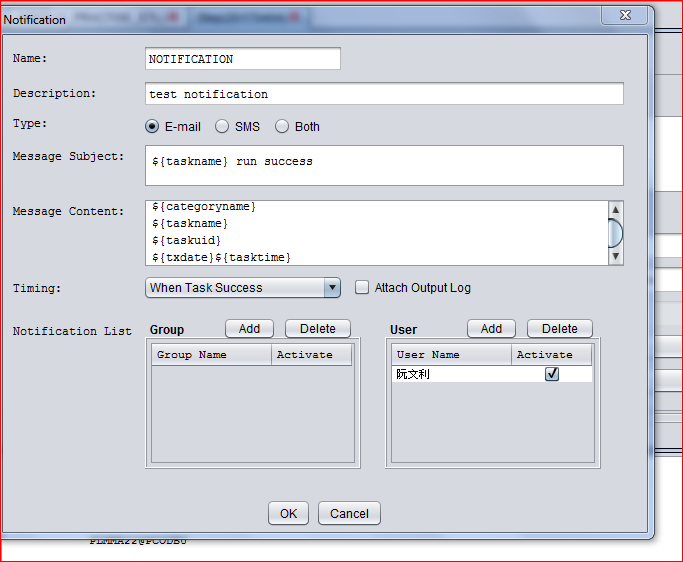 Notification
Name: NOTIFICATION
Description: test notification
Type: E-mail SMS Both
Message Subject: ${taskname} run success
Message Content: ${categoryname}
${taskname}
${taskuid}
${txdate}${tasktime}
Timing: When Task Success Attach Output Log
Notification List Group Add Delete User Add Delete
Group Name Activate User Name Activate
阮文利
OK Cancel